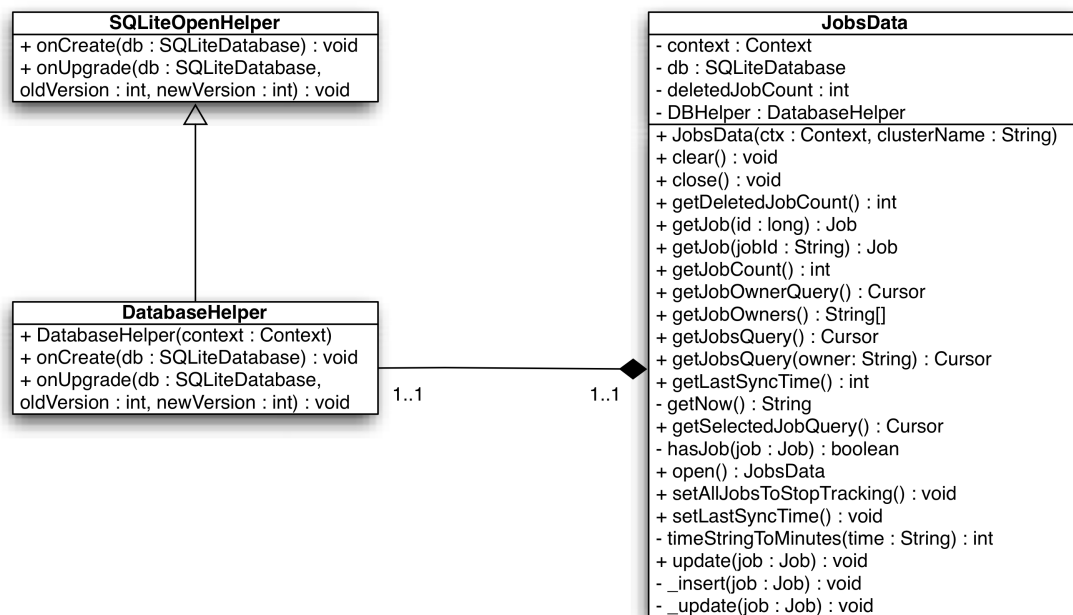 SQLiteOpenHelper
+ onCreate(db : SQLiteDatabase) : void
+ onUpgrade(db : SQLiteDatabase,
oldVersion : int, newVersion : int) : void
DatabaseHelper
+ DatabaseHelper(context : Context)
+ onCreate(db : SQLiteDatabase) : void
+ onUpgrade(db : SQLiteDatabase,
oldVersion : int, newVersion : int) : void
1..1
1..1
JobsData
- context : Context
- db : SQLiteDatabase
- deletedJobCount : int
- DBHelper : DatabaseHelper
+ JobsData(ctx : Context, clusterName : String)
+ clear() : void
+ close() : void
+ getDeletedJobCount() : int
+ getJob(id : long) : Job
+ getJob(jobId : String) : Job
+ getJobCount() : int
+ getJobOwnerQuery() : Cursor
+ getJobOwners() : String[]
+ getJobsQuery() : Cursor
+ getJobsQuery(owner: String) : Cursor
+ getLastSyncTime() : int
- getNow() : String
+ getSelectedJobQuery() : Cursor
- hasJob(job : Job) : boolean
+ open() : JobsData
+ setAllJobsToStopTracking() : void
+ setLastSyncTime() : void
- timeStringToMinutes(time : String) : int
+ update(job : Job) : void
- _insert(job : Job) : void
- _update(job : Job) : void